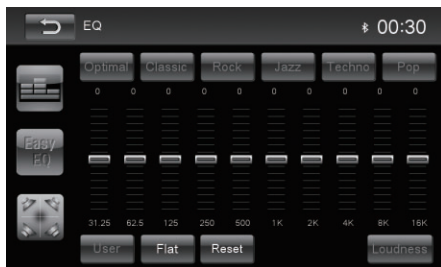 EQ 00:30
Optimal Classic Rock Jazz Techno Pop
0 0 0 0 0 0 0 0 0
Easy
EQ
31.25 62.5 125 250 500 1K 2K 4K 8K 16K
User Flat Reset Loudness